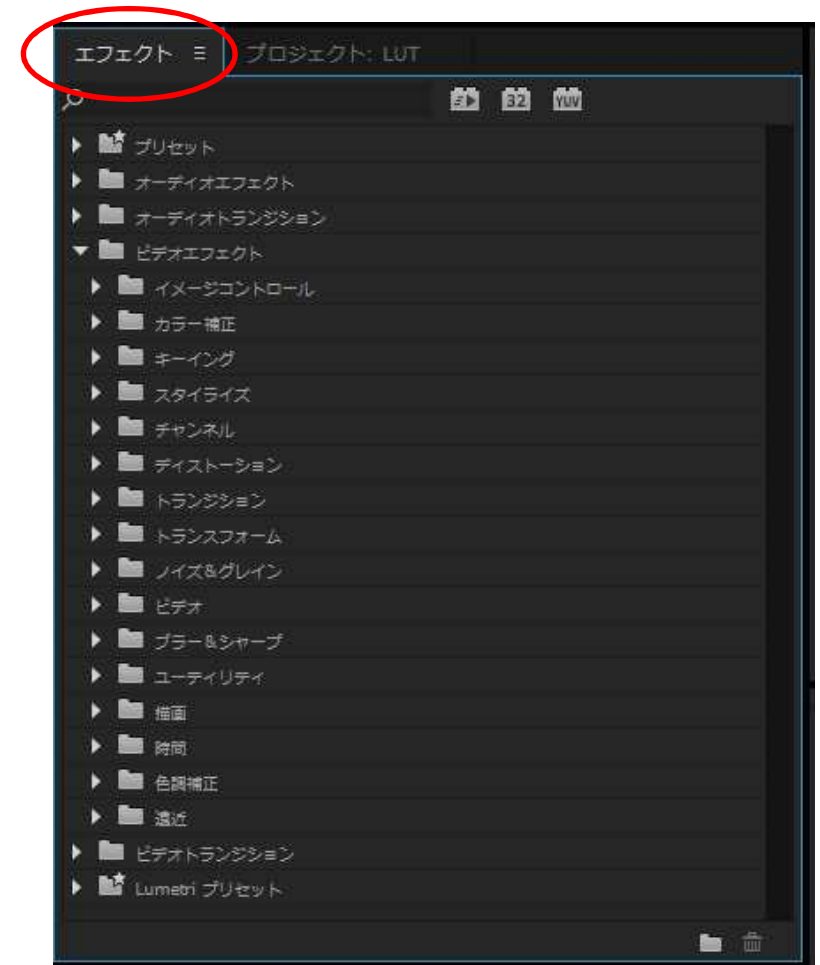 エフェクト
プロジェクト: LUT
32
YUV
プリセット
オーディオエフェクト
オーディオトランジション
ビデオエフェクト
イメージコントロール
カラー補正
キーイング
スタイライズ
チャンネル
ディストーション
トランジション
トランスフォーム
ノイズ&グレイン
ビデオ
ブラー&シャープ
ユーティリティ
描画
時間
色調補正
遠近
ビデオトランジション
Lumetri プリセット